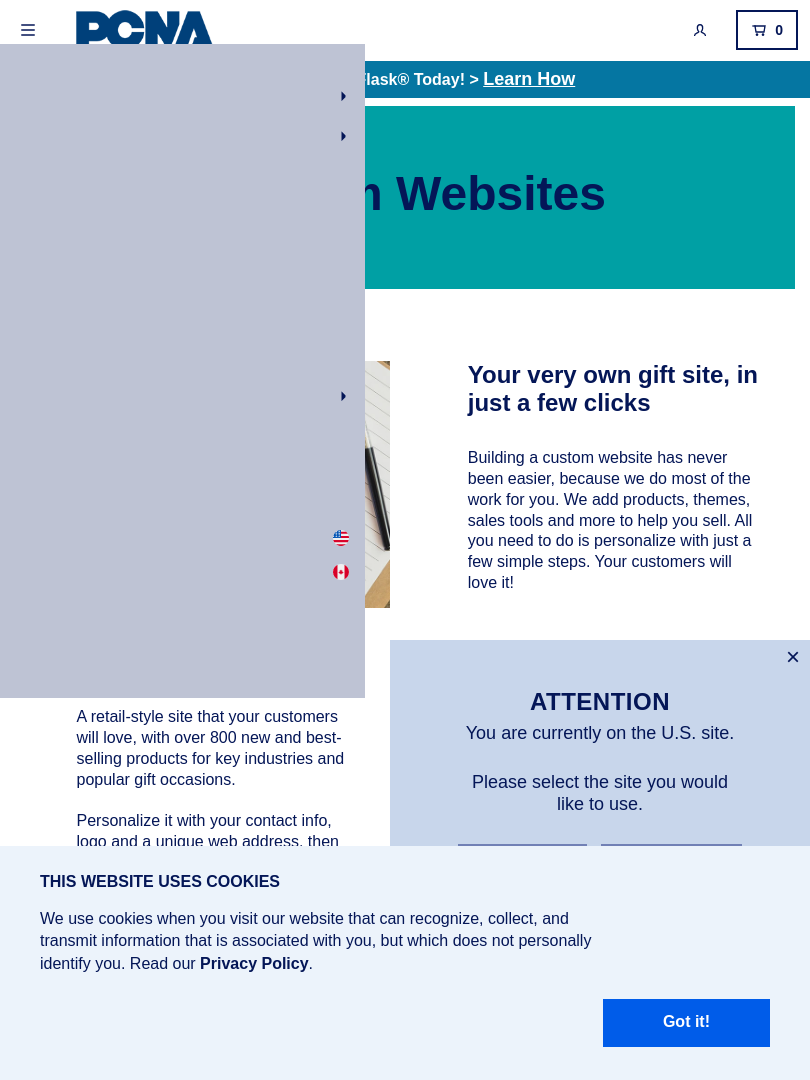 PCNA
0
Flask® Today! > Learn How
Websites
Your very own gift site, in
just a few clicks
Building a custom website has never
been easier, because we do most of the
work for you. We add products, themes,
sales tools and more to help you sell. All
you need to do is personalize with just a
few simple steps. Your customers will
love it!
A retail-style site that your customers
will love, with over 800 new and best-
selling products for key industries and
popular gift occasions.
Personalize it with your contact info,
logo and a unique web address, then
ATTENTION
You are currently on the U.S. site.
Please select the site you would
like to use.
THIS WEBSITE USES COOKIES
We use cookies when you visit our website that can recognize, collect, and
transmit information that is associated with you, but which does not personally
identify you. Read our Privacy Policy.
Got it!